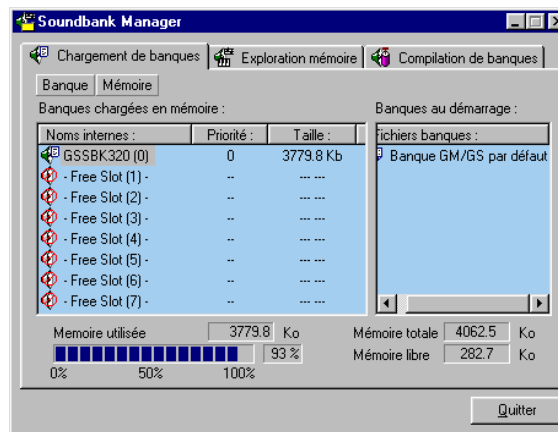 Soundbank Manager
Chargement de banques Exploration mémoire Compilation de banques
Banque Mémoire
Banques chargées en mémoire : Banques au démarrage :
Noms internes : Priorité : Taille : Fichiers banques :
GSSBK320 (0) 0 3779.8 Kb Banque GM/GS par défaut
- Free Slot (1) - -- --- ---
- Free Slot (2) - -- --- ---
- Free Slot (3) - -- --- ---
- Free Slot (4) - -- --- ---
- Free Slot (5) - -- --- ---
- Free Slot (6) - -- --- ---
- Free Slot (7) - -- --- ---
Memoire utilisée 3779.8 Ko Mémoire totale 4062.5 Ko
93 % Mémoire libre 282.7 Ko
0% 50% 100%
Quitter